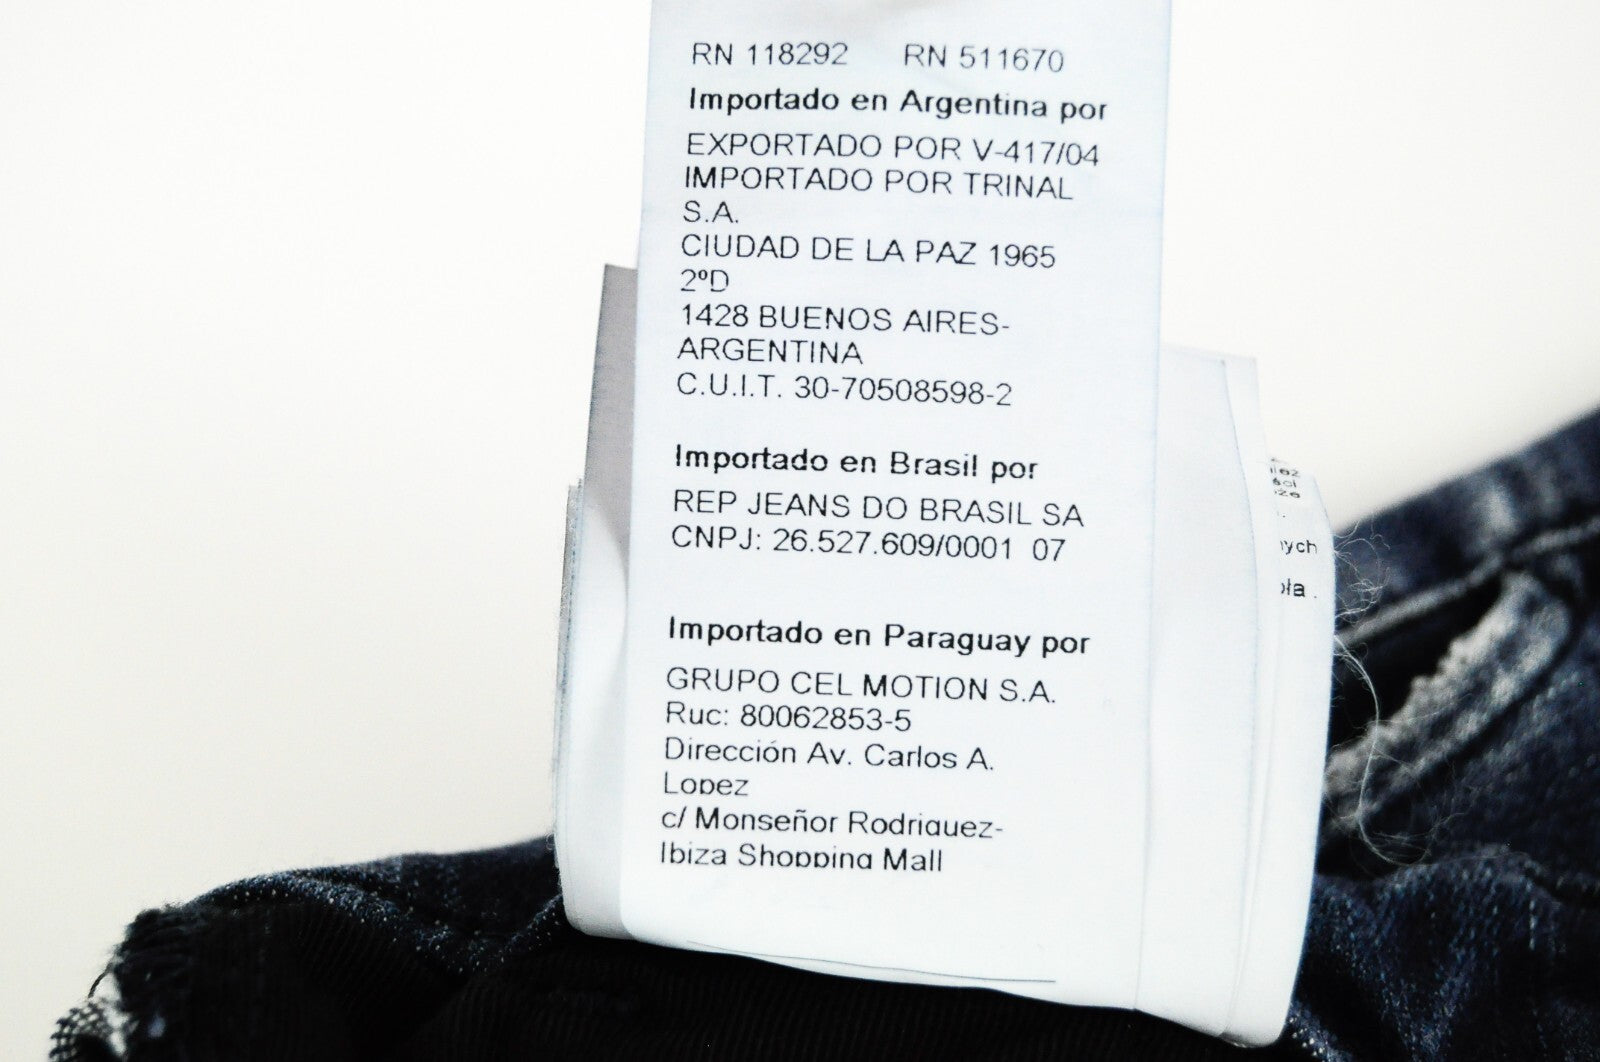 RN 118292 RN 511670
Importado en Argentina por
EXPORTADO POR V-417/04
IMPORTADO POR TRINAL
S.A.
CIUDAD DE LA PAZ 1965
2ºD
1428 BUENOS AIRES-
ARGENTINA
C.U.I.T. 30-70508598-2
Importado en Brasil por
REP JEANS DO BRASIL SA
CNPJ: 26.527.609/0001 07
Importado en Paraguay por
GRUPO CEL MOTION S.A.
Ruc: 80062853-5
Dirección Av. Carlos A.
Lopez
c/ Monseñor Rodriguez-
Ibiza Shopping Mall